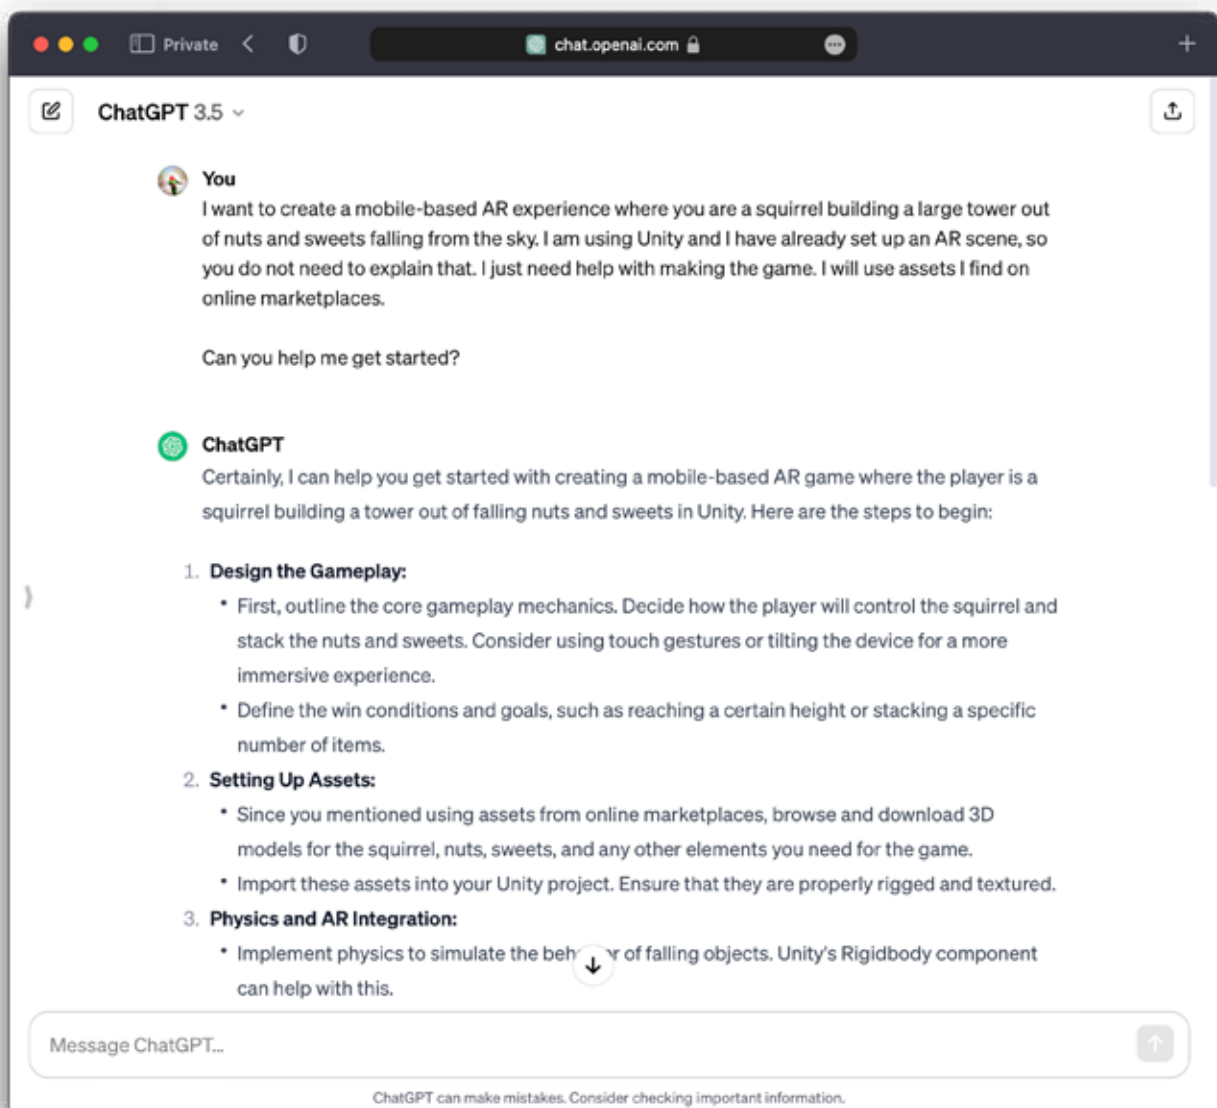 Private
chat.openai.com
ChatGPT 3.5
You
I want to create a mobile-based AR experience where you are a squirrel building a large tower out
of nuts and sweets falling from the sky. I am using Unity and I have already set up an AR scene, so
you do not need to explain that. I just need help with making the game. I will use assets I find on
online marketplaces.
Can you help me get started?
ChatGPT
Certainly, I can help you get started with creating a mobile-based AR game where the player is a
squirrel building a tower out of falling nuts and sweets in Unity. Here are the steps to begin:
1. Design the Gameplay:
• First, outline the core gameplay mechanics. Decide how the player will control the squirrel and
stack the nuts and sweets. Consider using touch gestures or tilting the device for a more
immersive experience.
• Define the win conditions and goals, such as reaching a certain height or stacking a specific
number of items.
2. Setting Up Assets:
• Since you mentioned using assets from online marketplaces, browse and download 3D
models for the squirrel, nuts, sweets, and any other elements you need for the game.
• Import these assets into your Unity project. Ensure that they are properly rigged and textured.
3. Physics and AR Integration:
• Implement physics to simulate the of falling objects. Unity's Rigidbody component
can help with this.
Message ChatGPT...
ChatGPT can make mistakes. Consider checking important information.